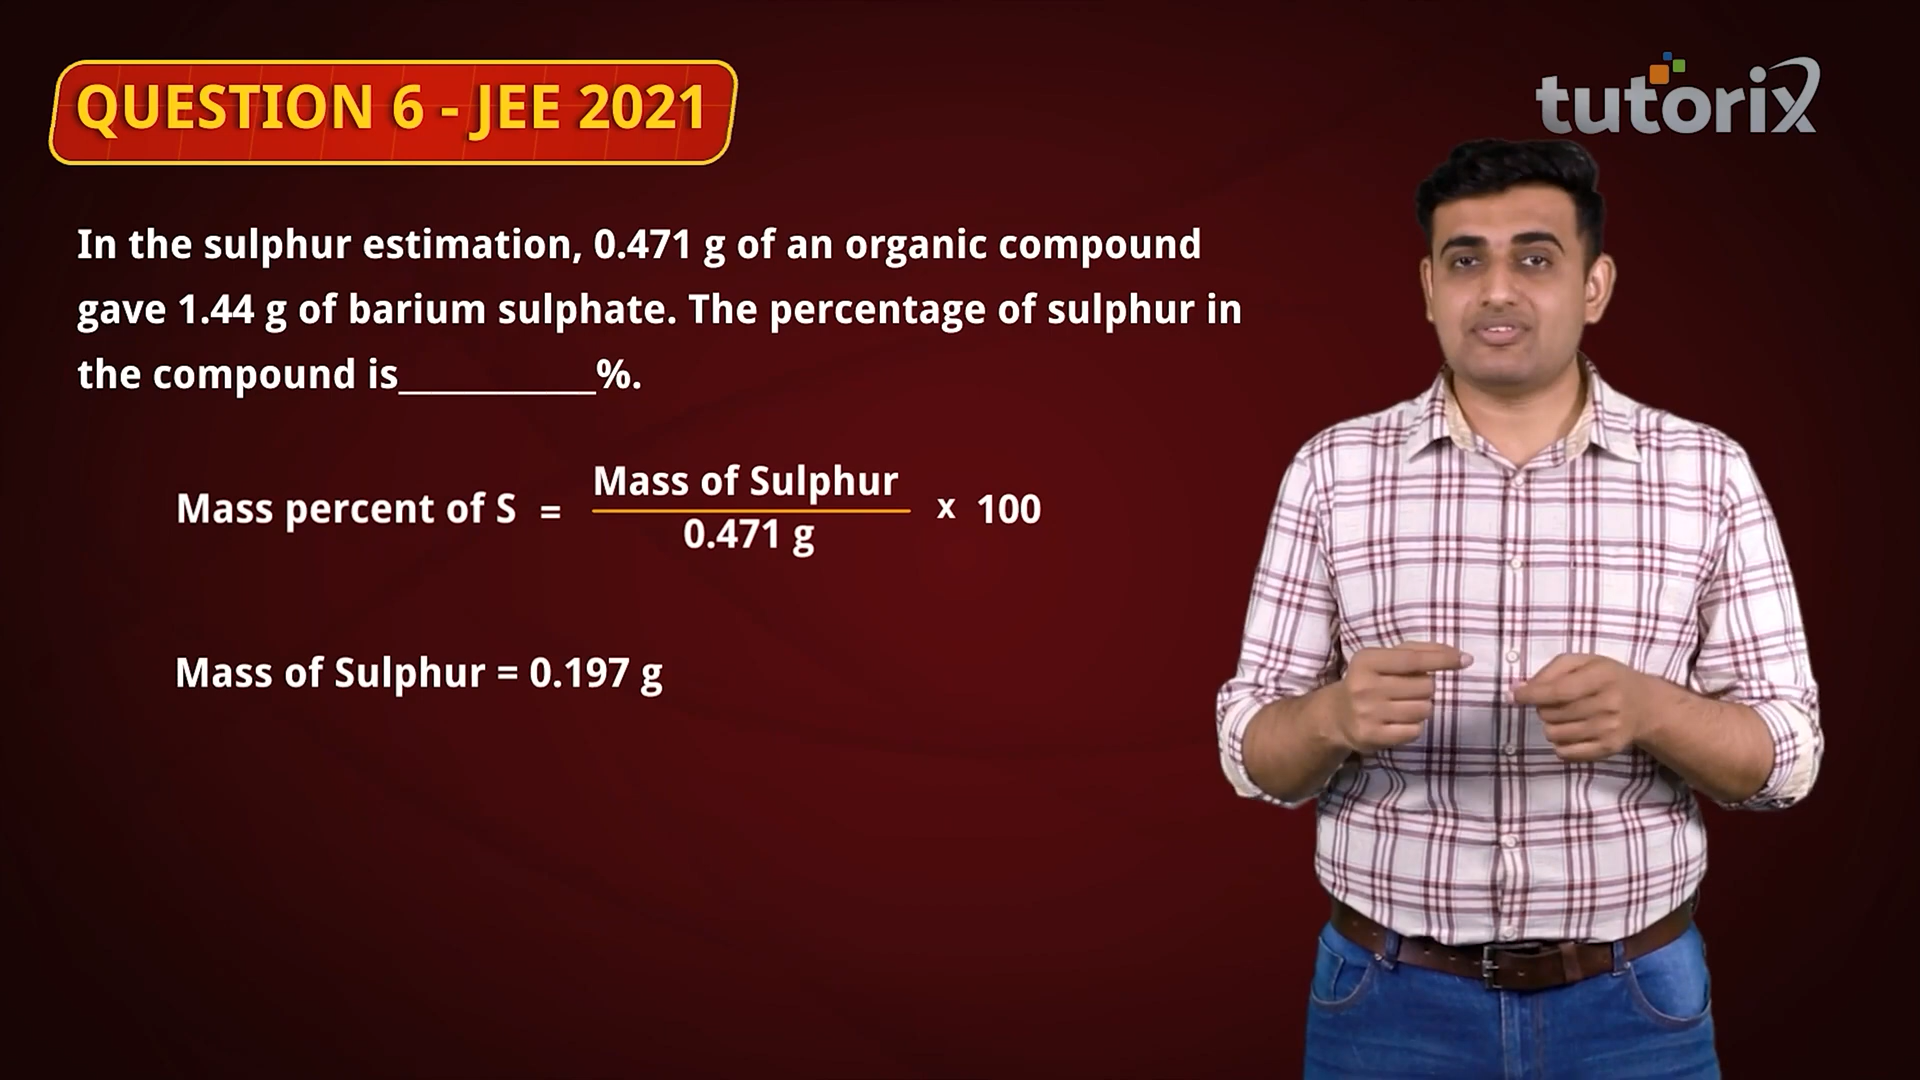 QUESTION 6 - JEE 2021
tutorix
In the sulphur estimation, 0.471 g of an organic compound
gave 1.44 g of barium sulphate. The percentage of sulphur in
the compound is__________%.
Mass percent of S = Mass of Sulphur x 100
0.471 g
Mass of Sulphur = 0.197 g